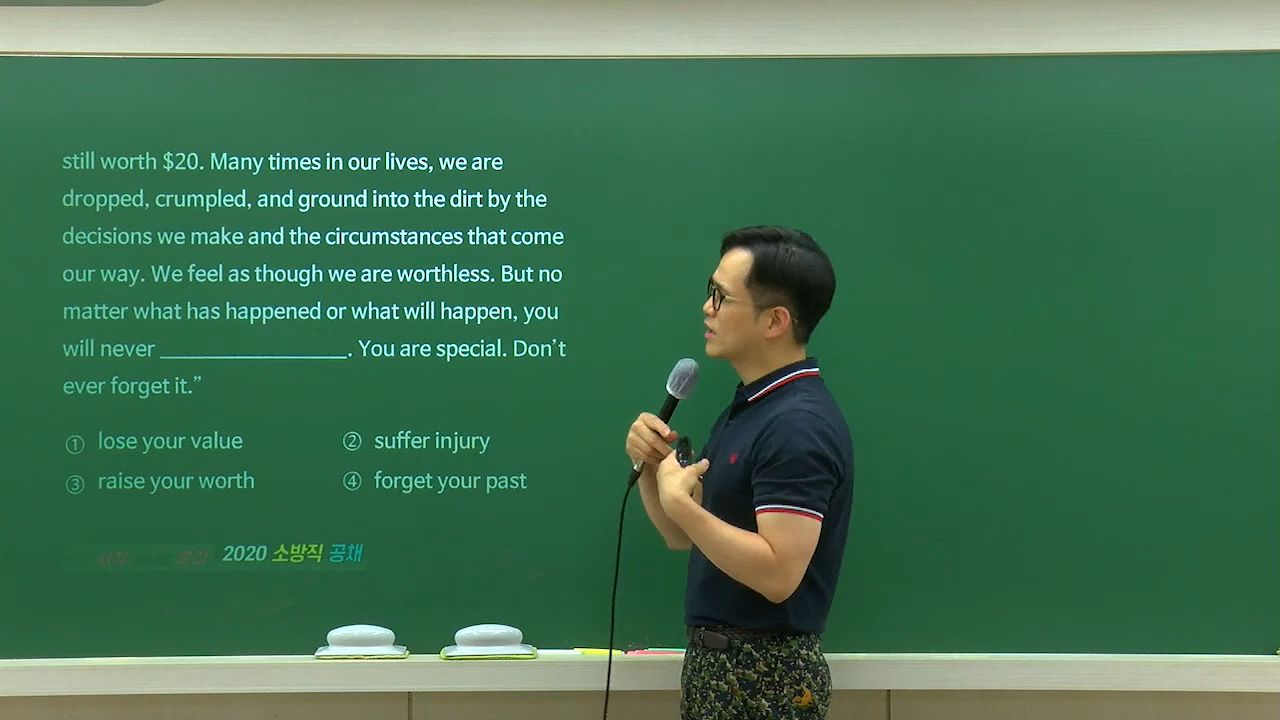 still worth $20. Many times in our lives, we are
dropped, crumpled, and ground into the dirt by the
decisions we make and the circumstances that come
our way. We feel as though we are worthless. But no
matter what has happened or what will happen, you
will never ________________. You are special. Don't
ever forget it.”
① lose your value ② suffer injury
③ raise your worth ④ forget your past
2020 소방직 공채